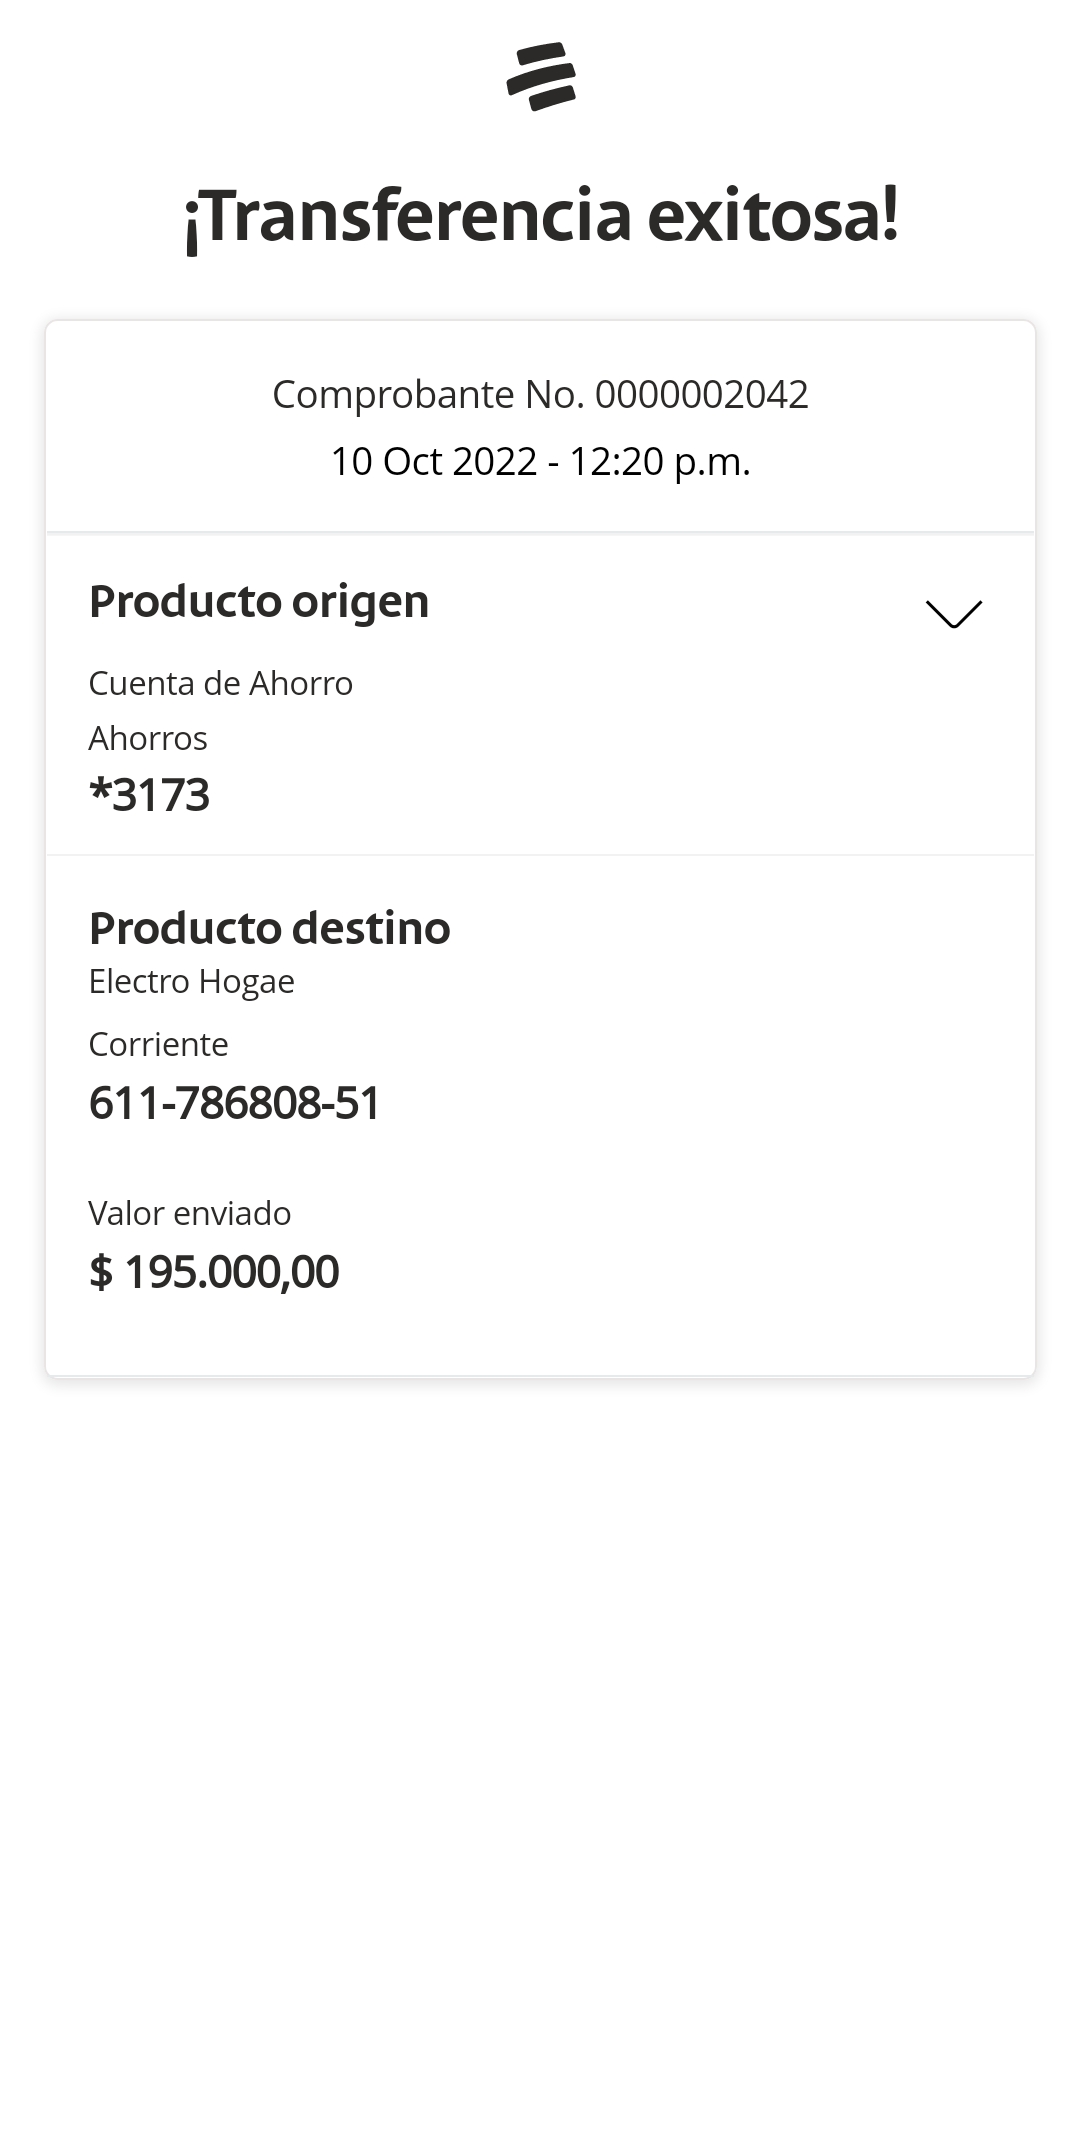 ¡Transferencia exitosa!
Comprobante No. 0000002042
10 Oct 2022 - 12:20 p.m.
Producto origen
Cuenta de Ahorro
Ahorros
*3173
Producto destino
Electro Hogae
Corriente
611-786808-51
Valor enviado
$ 195.000,00